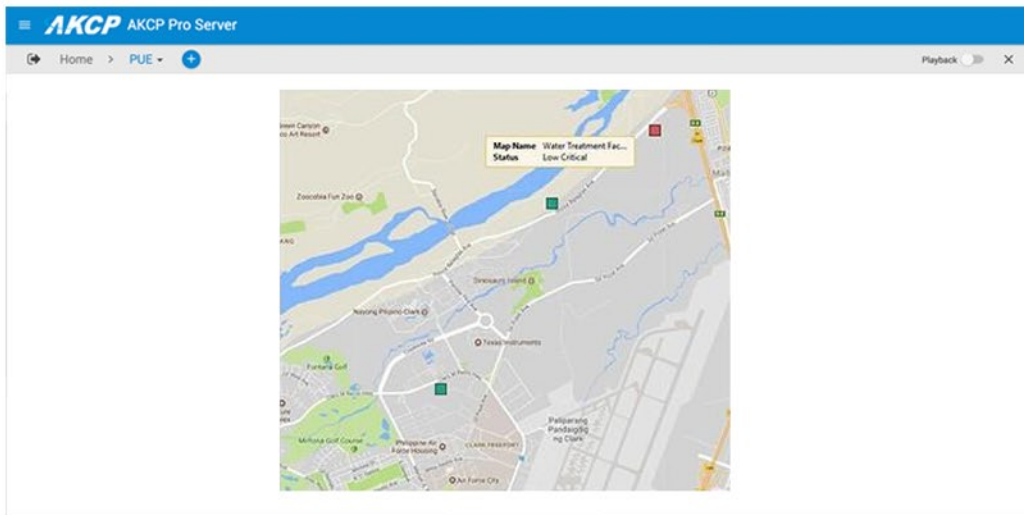 AKCP AKCP Pro Server
Home > PUE
Playback
Map Name Water Treatment Fac...
Status Low Critical
Zoocobia Fun Zoo
Dinosaurs Island
Nayong Pilipino Clark
Texas Instruments
Fontana Golf
Mimosa Golf Course
Philippine Air
Force Housing
CLARK FREEPORT
Paliparang
Pandaigdig
ng Clark
Air Force City